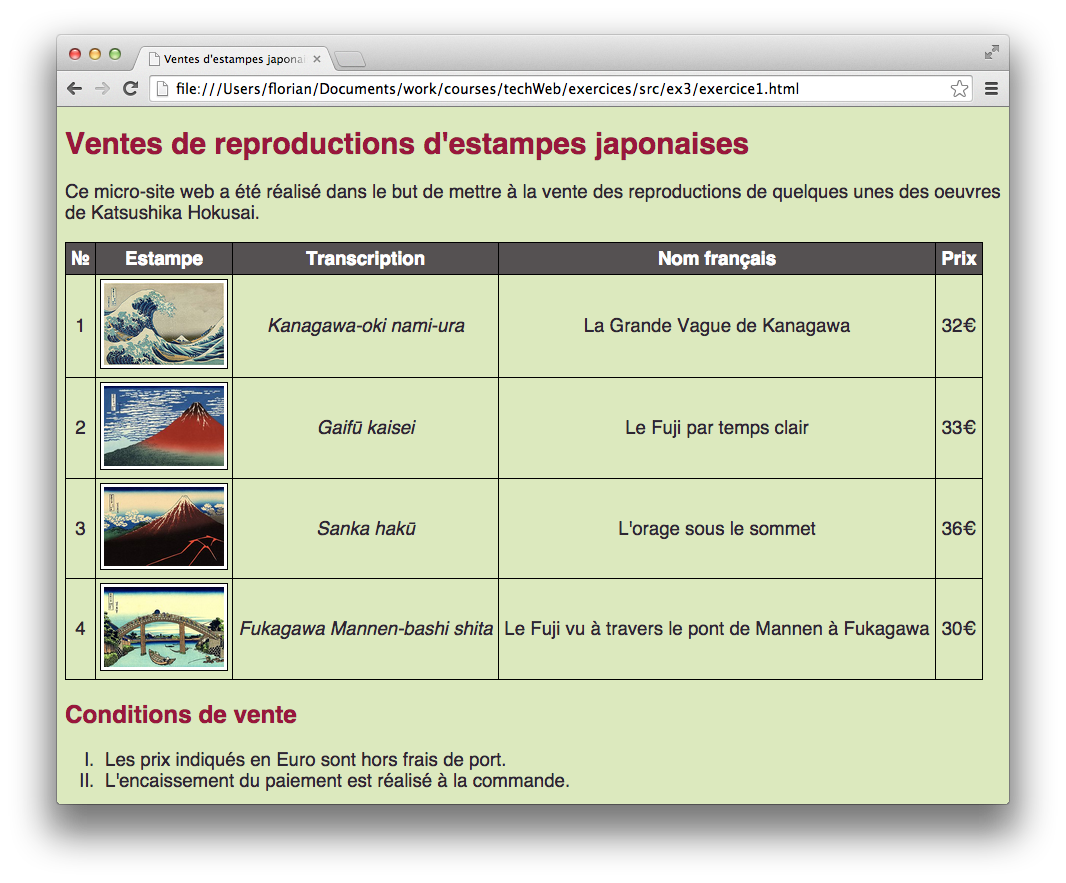 Ventes d'estampes japonai
file:///Users/florian/Documents/work/courses/techWeb/exercices/src/ex3/exercice1.html
Ventes de reproductions d'estampes japonaises
Ce micro-site web a été réalisé dans le but de mettre à la vente des reproductions de quelques unes des oeuvres
de Katsushika Hokusai.
№ Estampe Transcription Nom français Prix
1 Kanagawa-oki nami-ura La Grande Vague de Kanagawa 32€
2 Gaifū kaisei Le Fuji par temps clair 33€
3 Sanka hakū L'orage sous le sommet 36€
4 Fukagawa Mannen-bashi shita Le Fuji vu à travers le pont de Mannen à Fukagawa 30€
Conditions de vente
I. Les prix indiqués en Euro sont hors frais de port.
II. L'encaissement du paiement est réalisé à la commande.